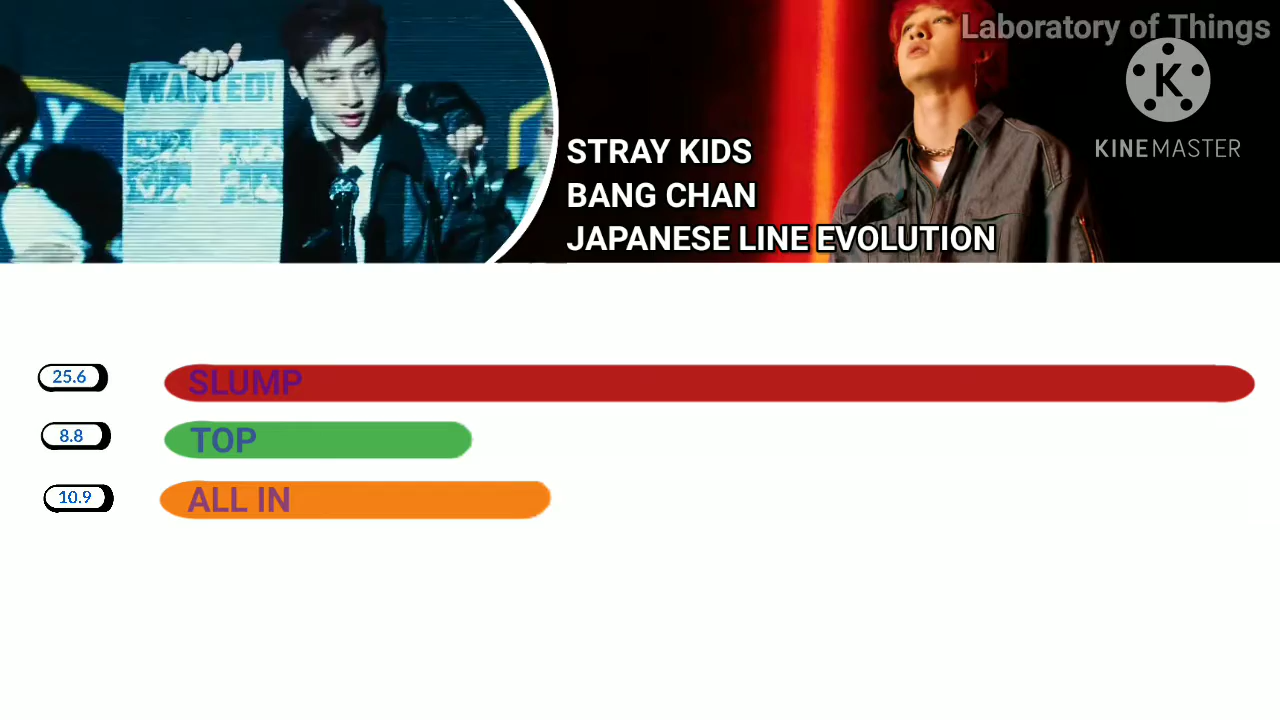 WANTED!
Laboratory of Things
K
KINEMASTER
STRAY KIDS
BANG CHAN
JAPANESE LINE EVOLUTION
25.6
SLUMP
8.8
TOP
10.9
ALL IN